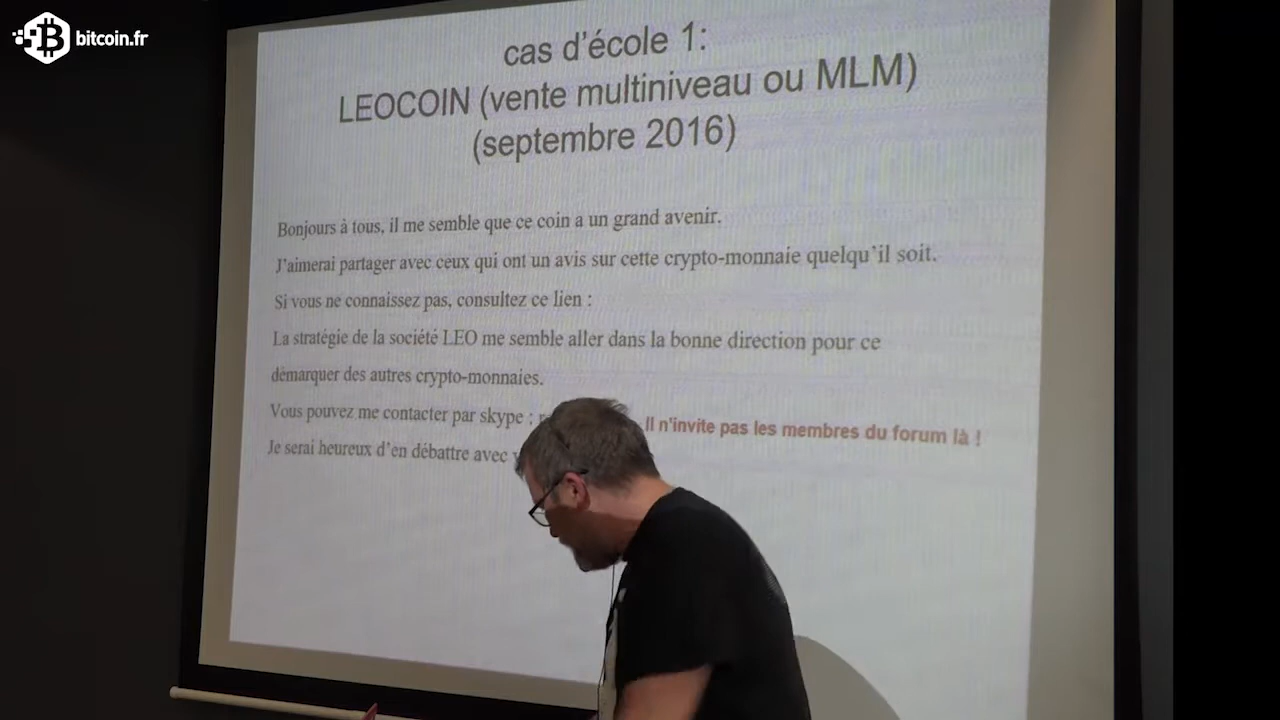 bitcoin.fr
cas d'école 1:
LEOCOIN (vente multiniveau ou MLM)
(septembre 2016)
Bonjours à tous, il me semble que ce coin a un grand avenir.
J'aimerai partager avec ceux qui ont un avis sur cette crypto-monnaie quelqu'il soit.
Si vous ne connaissez pas, consultez ce lien :
La stratégie de la société LEO me semble aller dans la bonne direction pour ce
démarquer des autres crypto-monnaies.
Vous pouvez me contacter par skype :
Il n'invite pas les membres du forum là !
Je serai heureux d'en débattre avec